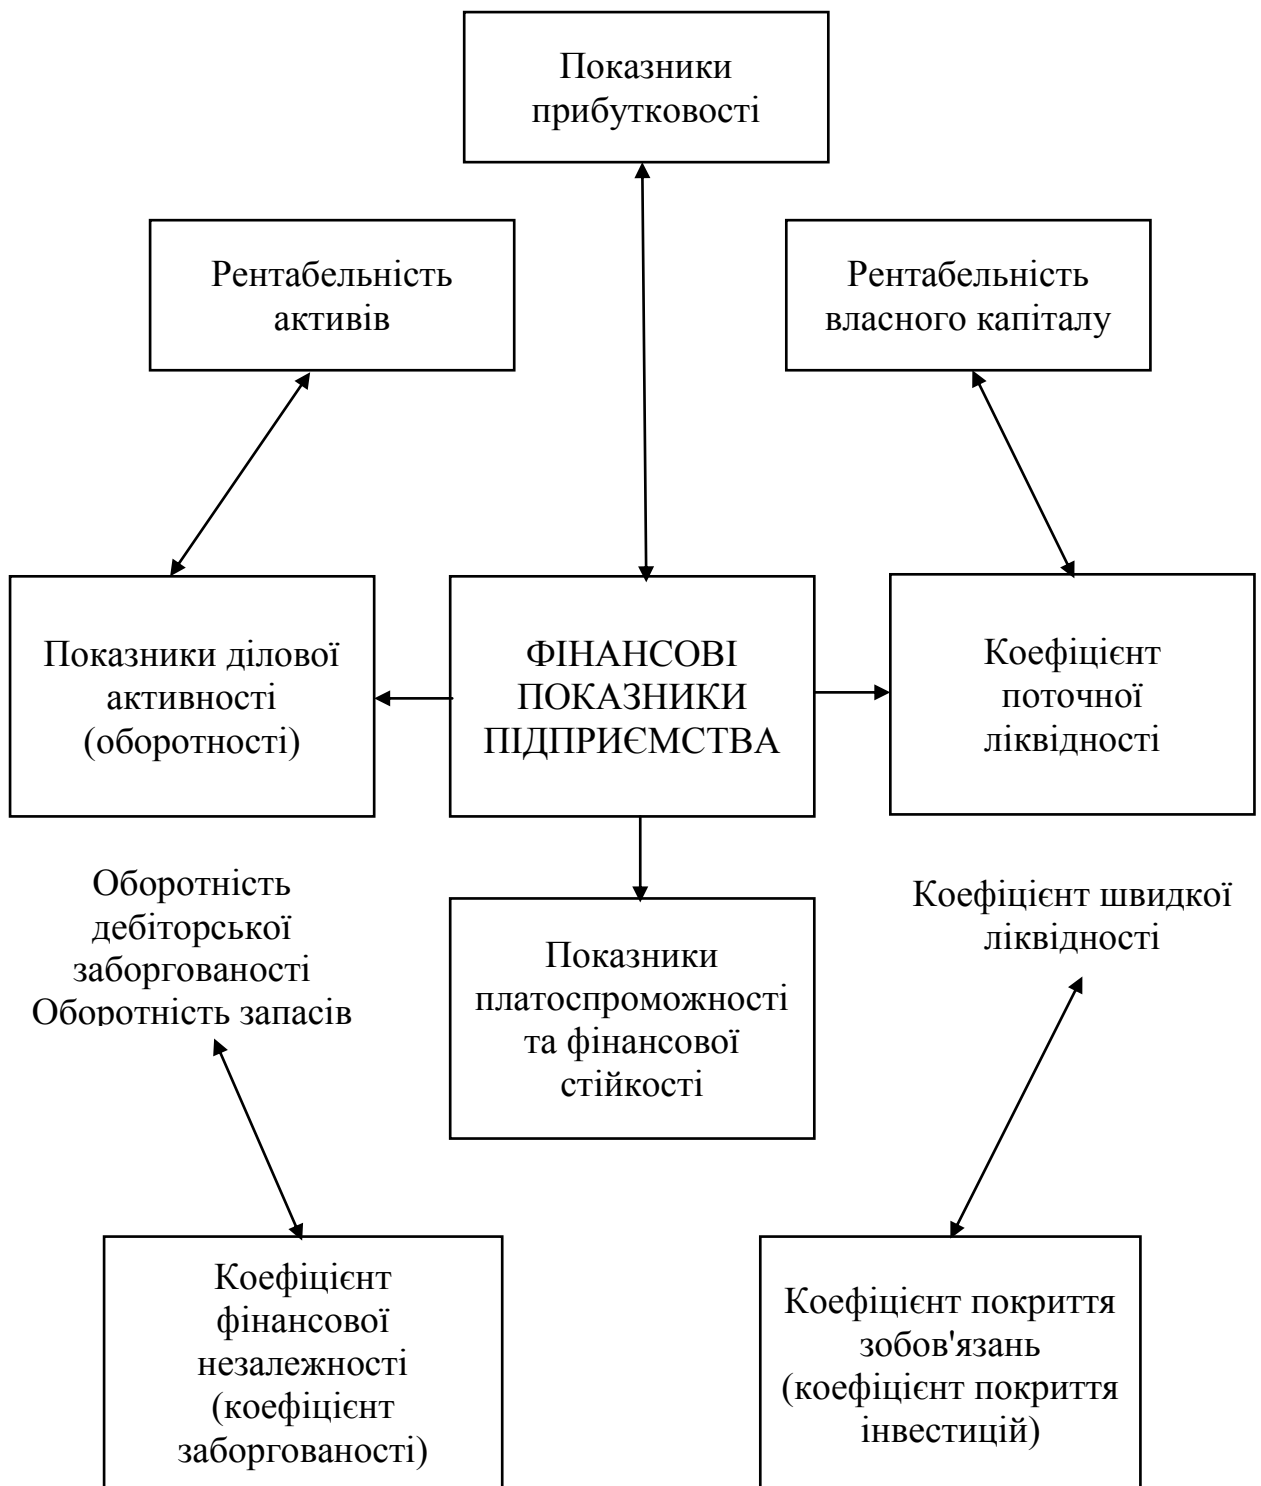 Показники
прибутковості
Рентабельність
активів
Рентабельність
власного капіталу
Показники ділової
активності
(оборотності)
ФІНАНСОВІ
ПОКАЗНИКИ
ПІДПРИЄМСТВА
Коефіцієнт
поточної
ліквідності
Оборотність
дебіторської
заборгованості
Оборотність запасів
Показники
платоспроможності
та фінансової
стійкості
Коефіцієнт швидкої
ліквідності
Коефіцієнт
фінансової
незалежності
(коефіцієнт
заборгованості)
Коефіцієнт покриття
зобов'язань
(коефіцієнт покриття
інвестицій)